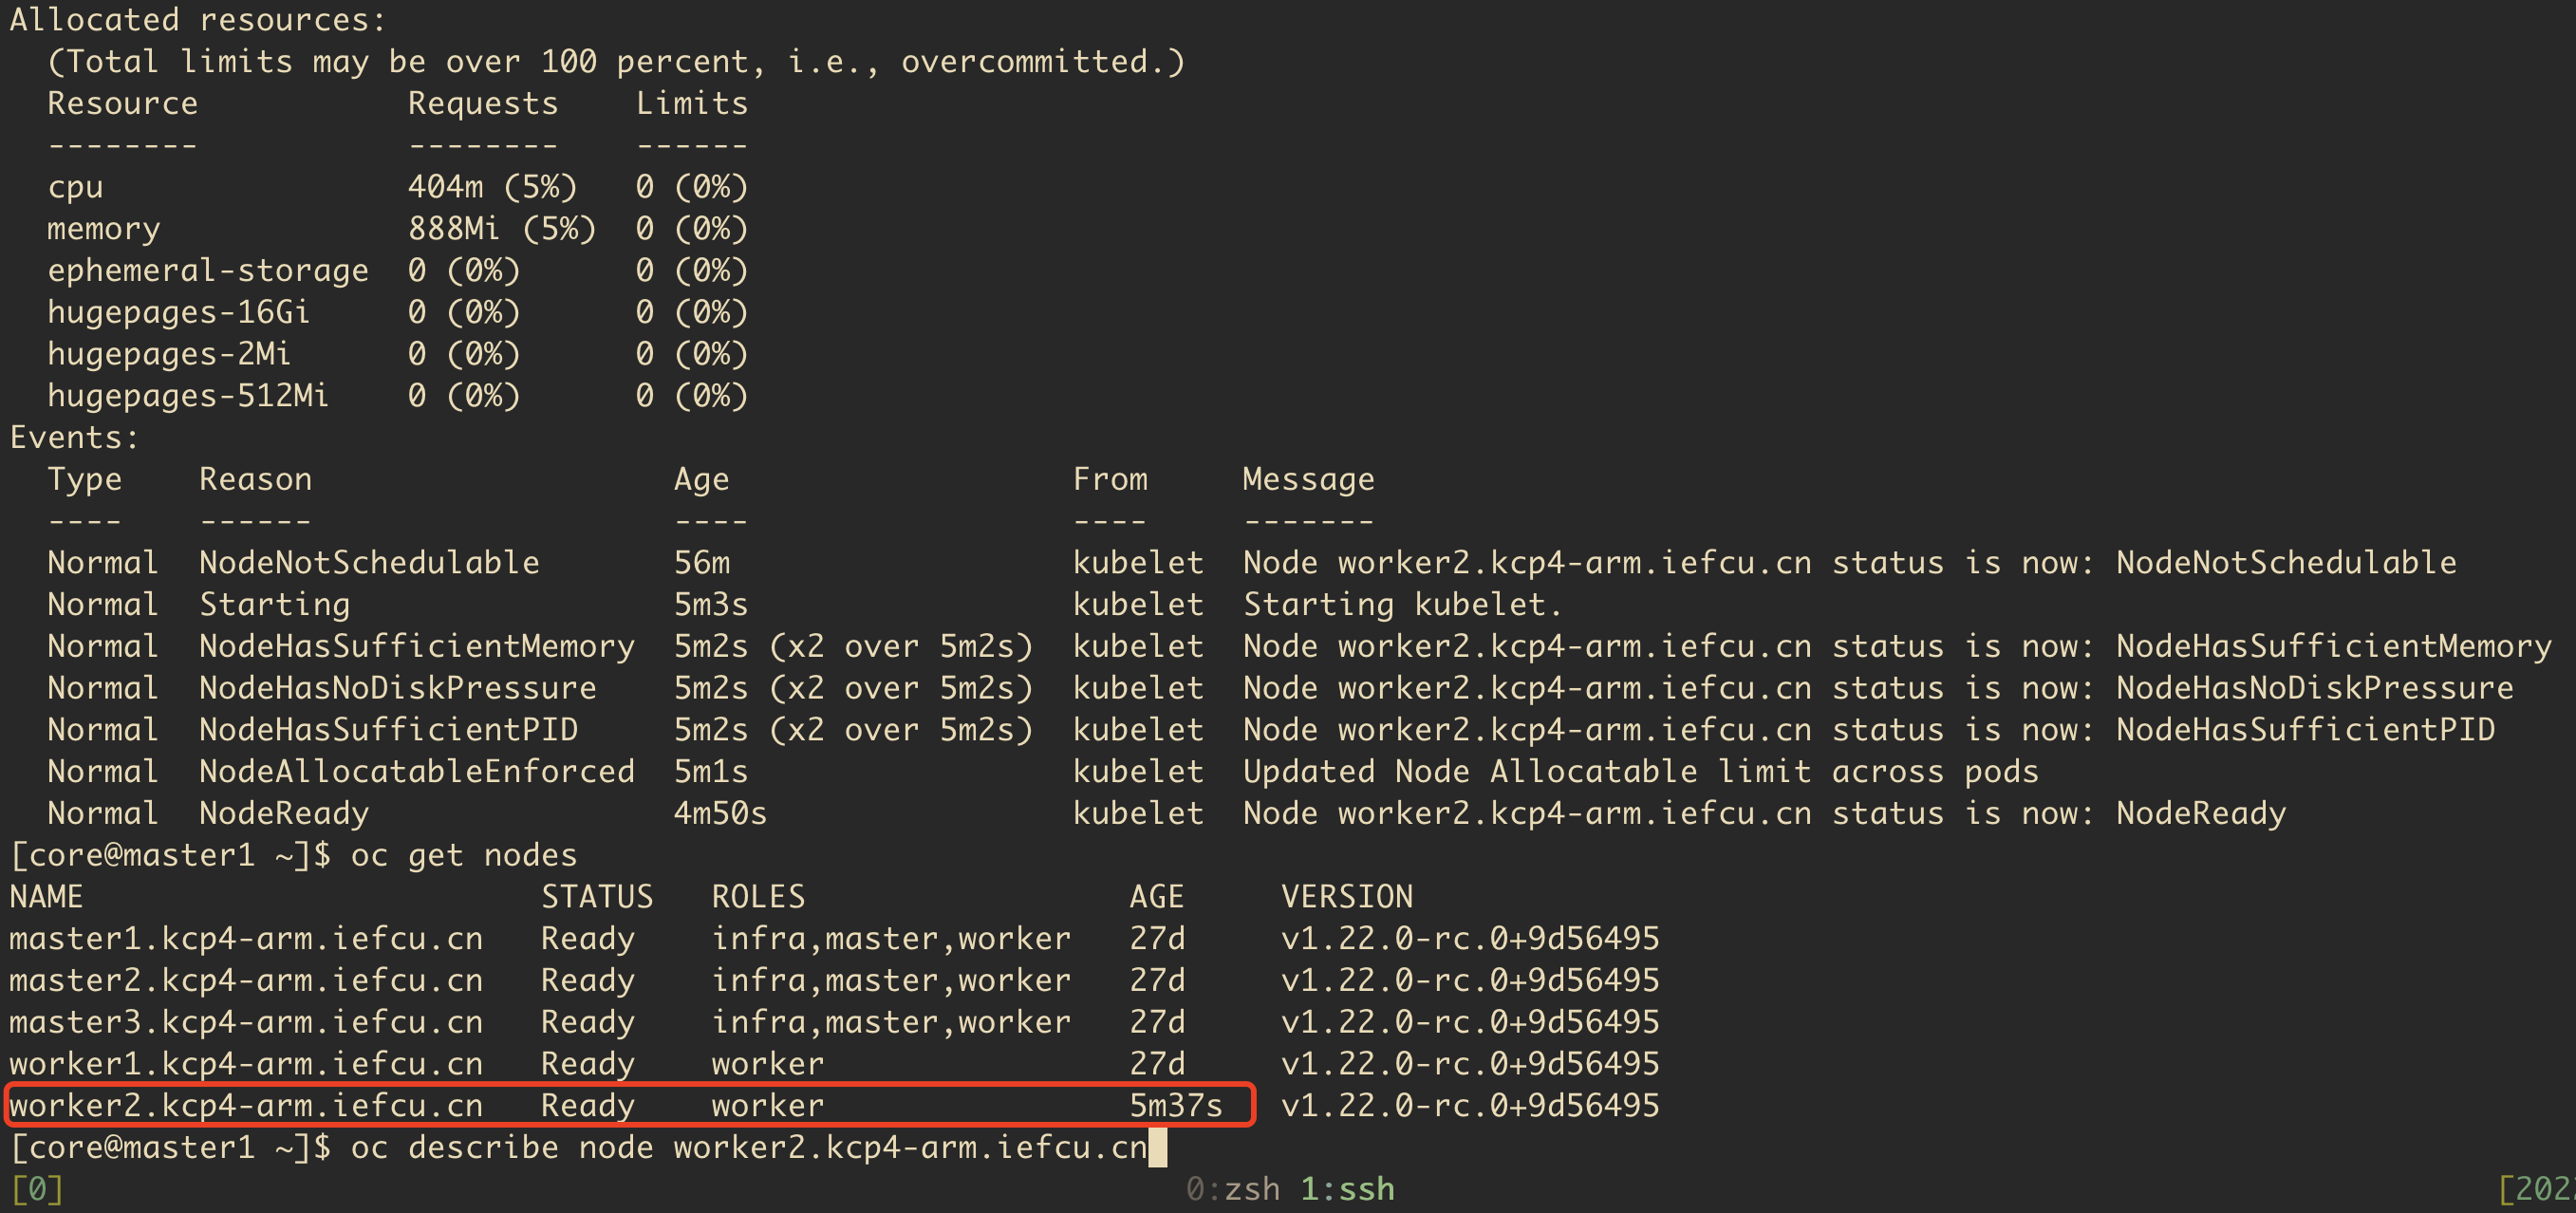 Allocated resources:
  (Total limits may be over 100 percent, i.e., overcommitted.)
  Resource           Requests    Limits
  --------           --------    ------
  cpu                404m (5%)   0 (0%)
  memory             888Mi (5%)  0 (0%)
  ephemeral-storage  0 (0%)      0 (0%)
  hugepages-16Gi     0 (0%)      0 (0%)
  hugepages-2Mi      0 (0%)      0 (0%)
  hugepages-512Mi    0 (0%)      0 (0%)
Events:
  Type    Reason                   Age                  From     Message
  ----    ------                   ----                 ----     -------
  Normal  NodeNotSchedulable       56m                  kubelet  Node worker2.kcp4-arm.iefcu.cn status is now: NodeNotSchedulable
  Normal  Starting                 5m3s                 kubelet  Starting kubelet.
  Normal  NodeHasSufficientMemory  5m2s (x2 over 5m2s)  kubelet  Node worker2.kcp4-arm.iefcu.cn status is now: NodeHasSufficientMemory
  Normal  NodeHasNoDiskPressure    5m2s (x2 over 5m2s)  kubelet  Node worker2.kcp4-arm.iefcu.cn status is now: NodeHasNoDiskPressure
  Normal  NodeHasSufficientPID     5m2s (x2 over 5m2s)  kubelet  Node worker2.kcp4-arm.iefcu.cn status is now: NodeHasSufficientPID
  Normal  NodeAllocatableEnforced  5m1s                 kubelet  Updated Node Allocatable limit across pods
  Normal  NodeReady                4m50s                kubelet  Node worker2.kcp4-arm.iefcu.cn status is now: NodeReady
[core@master1 ~]$ oc get nodes
NAME                        STATUS   ROLES                 AGE     VERSION
master1.kcp4-arm.iefcu.cn   Ready    infra,master,worker   27d     v1.22.0-rc.0+9d56495
master2.kcp4-arm.iefcu.cn   Ready    infra,master,worker   27d     v1.22.0-rc.0+9d56495
master3.kcp4-arm.iefcu.cn   Ready    infra,master,worker   27d     v1.22.0-rc.0+9d56495
worker1.kcp4-arm.iefcu.cn   Ready    worker                27d     v1.22.0-rc.0+9d56495
worker2.kcp4-arm.iefcu.cn   Ready    worker                5m37s   v1.22.0-rc.0+9d56495
[core@master1 ~]$ oc describe node worker2.kcp4-arm.iefcu.cn
[0] 0:zsh 1:ssh [202